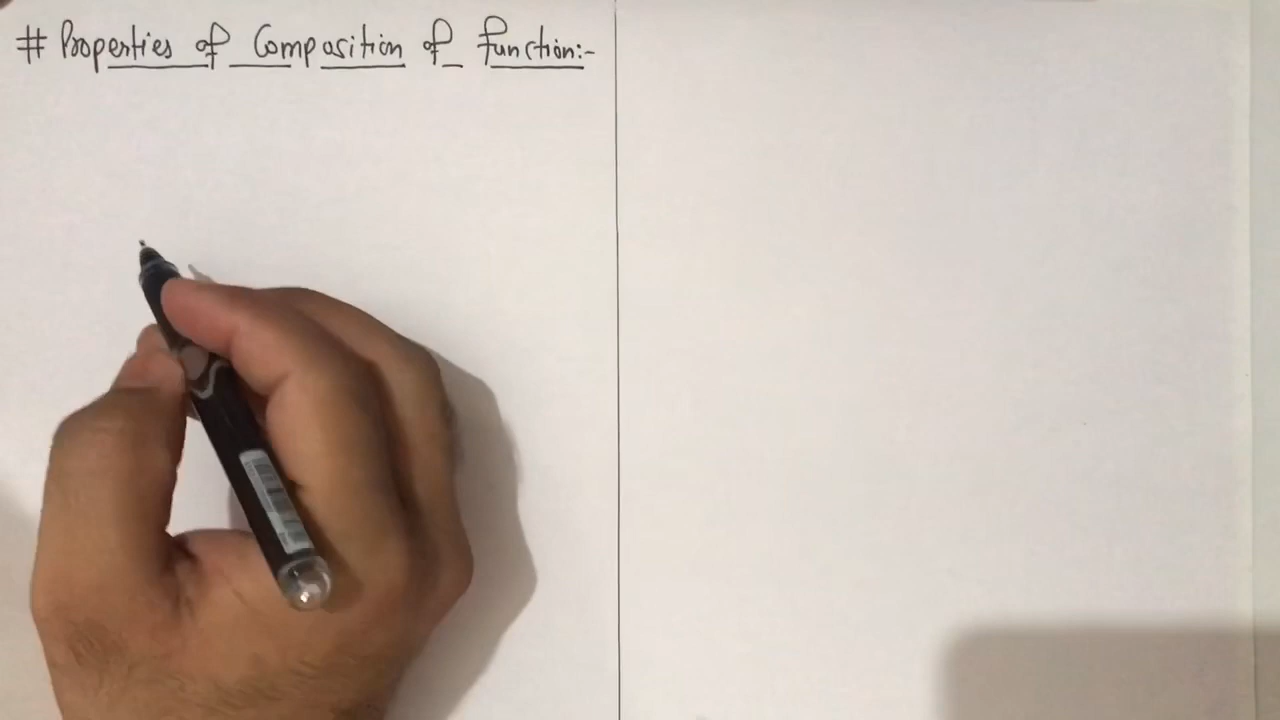 # Properties of Composition of function:-